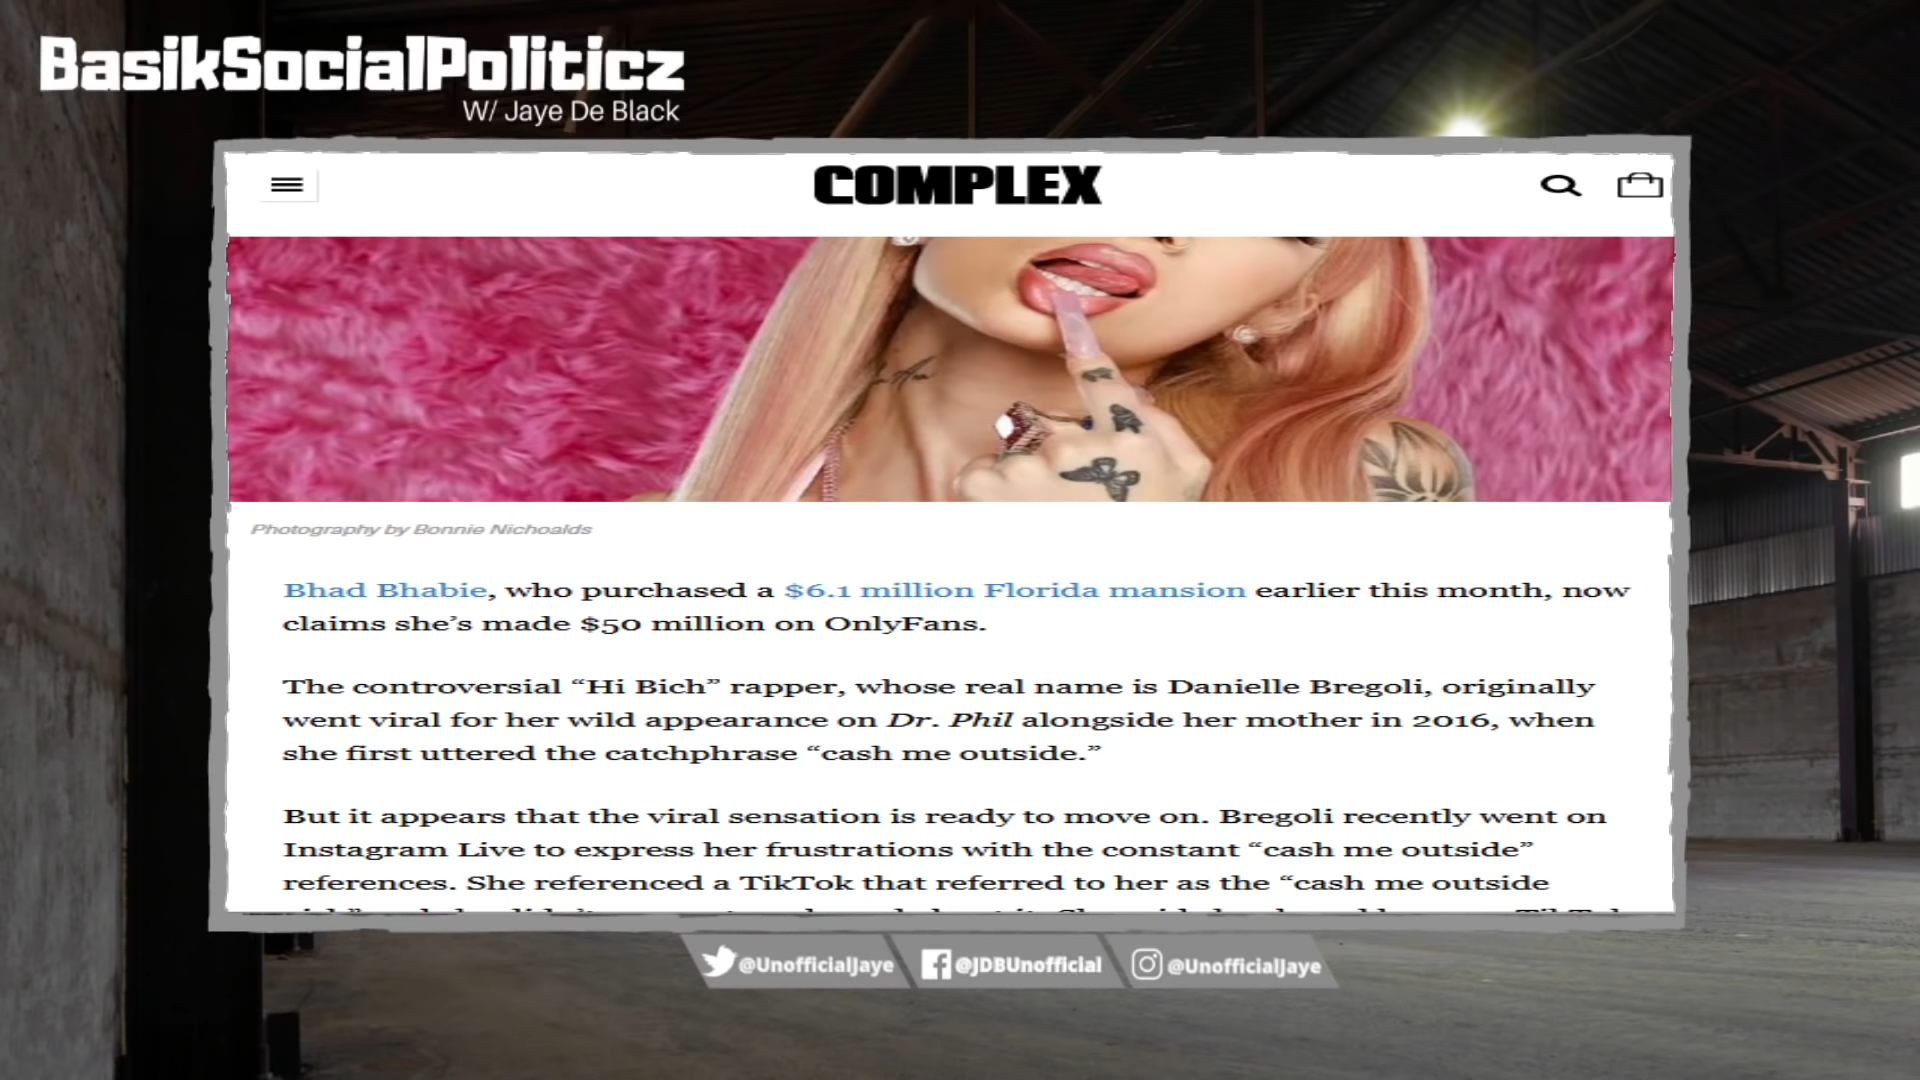 BasikSocialPoliticz
W/ Jaye De Black
COMPLEX
Photography by Bonnie Nichoalds
Bhad Bhabie, who purchased a $6.1 million Florida mansion earlier this month, now
claims she’s made $50 million on OnlyFans.
The controversial “Hi Bich” rapper, whose real name is Danielle Bregoli, originally
went viral for her wild appearance on Dr. Phil alongside her mother in 2016, when
she first uttered the catchphrase “cash me outside.”
But it appears that the viral sensation is ready to move on. Bregoli recently went on
Instagram Live to express her frustrations with the constant “cash me outside”
references. She referenced a TikTok that referred to her as the “cash me outside
@UnofficialJaye @JDBUnofficial @UnofficialJaye